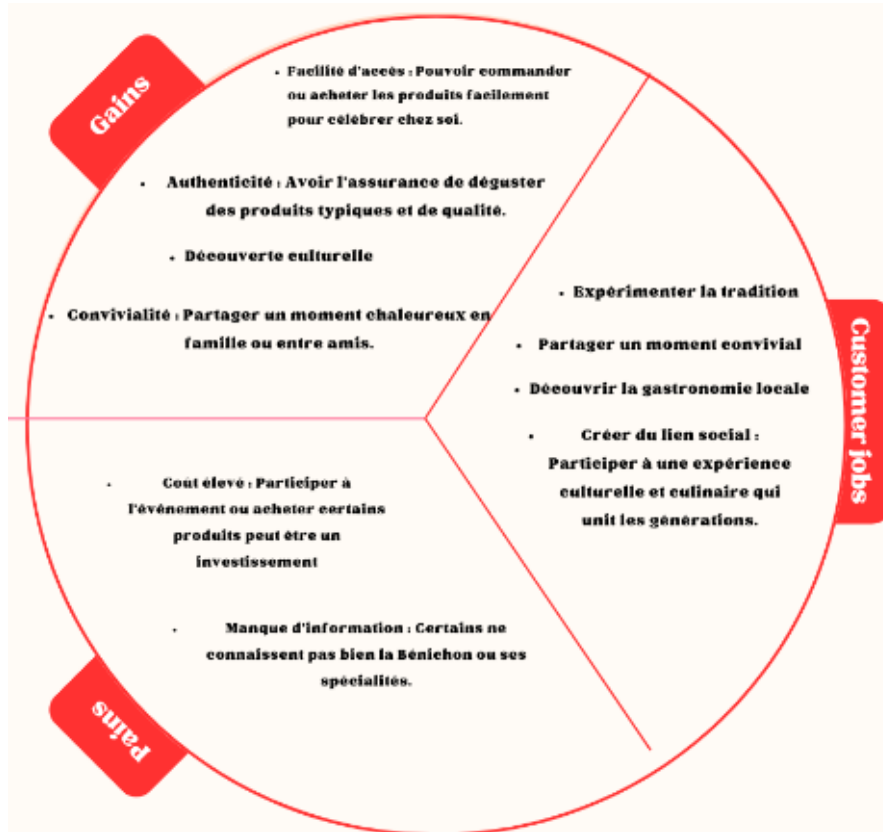 Gains
• Facilité d'accès : Pouvoir commander
ou acheter les produits facilement
pour célébrer chez soi.
• Authenticité : Avoir l'assurance de déguster
des produits typiques et de qualité.
• Découverte culturelle
• Convivialité : Partager un moment chaleureux en
famille ou entre amis.
Customer jobs
• Expérimenter la tradition
• Partager un moment convivial
• Découvrir la gastronomie locale
• Créer du lien social :
Participer à une expérience
culturelle et culinaire qui
unit les générations.
Pains
• Coût élevé : Participer à
l'événement ou acheter certains
produits peut être un
investissement
• Manque d'information : Certains ne
connaissent pas bien la Bénichon ou ses
spécialités.